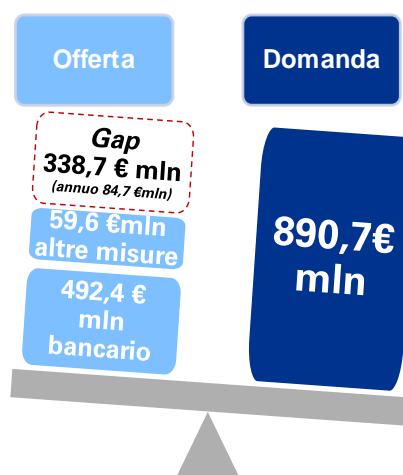 Offerta
Domanda
Gap
338,7 € mln
(annuo 84,7 €mln)
59,6 €mln
altre misure
492,4 €
mln
bancario
890,7€
mln